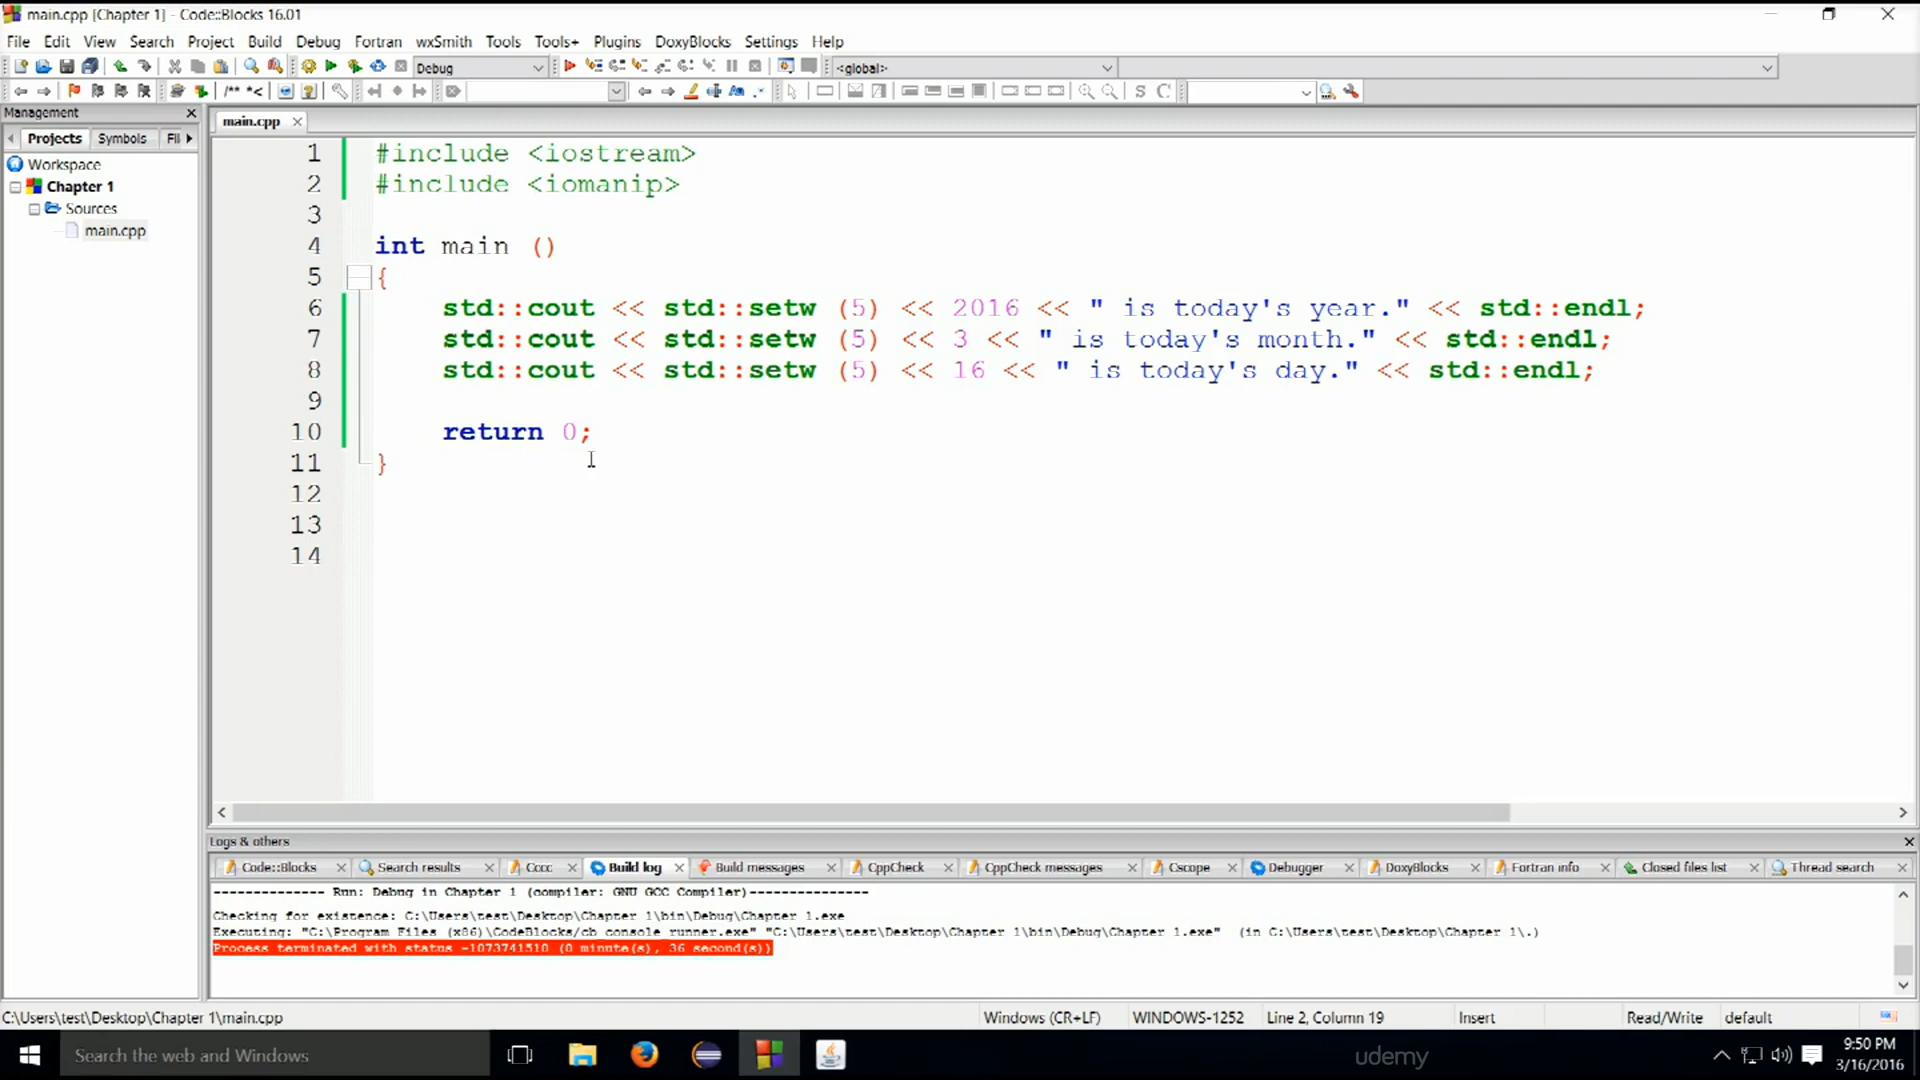 main.cpp [Chapter 1] - Code::Blocks 16.01
File Edit View Search Project Build Debug Fortran wxSmith Tools Tools+ Plugins DoxyBlocks Settings Help
Debug <global>
/** *< Aa .* S C
Management
main.cpp
Projects Symbols Fil
Workspace
Chapter 1
Sources
main.cpp
1 #include <iostream>
2 #include <iomanip>
3
4 int main ()
5 {
6 std::cout << std::setw (5) << 2016 << " is today's year." << std::endl;
7 std::cout << std::setw (5) << 3 << " is today's month." << std::endl;
8 std::cout << std::setw (5) << 16 << " is today's day." << std::endl;
9
10 return 0;
11 }
12
13
14
Logs & others
Code::Blocks Search results Cccc Build log Build messages CppCheck CppCheck messages Cscope Debugger DoxyBlocks Fortran info Closed files list Thread search
-------------- Run: Debug in Chapter 1 (compiler: GNU GCC Compiler)---------------
Checking for existence: C:\Users\test\Desktop\Chapter 1\bin\Debug\Chapter 1.exe
Executing: "C:\Program Files (x86)\CodeBlocks/cb_console_runner.exe" "C:\Users\test\Desktop\Chapter 1\bin\Debug\Chapter 1.exe" (in C:\Users\test\Desktop\Chapter 1\.)
Process terminated with status -1073741510 (0 minute(s), 36 second(s))
C:\Users\test\Desktop\Chapter 1\main.cpp Windows (CR+LF) WINDOWS-1252 Line 2, Column 19 Insert Read/Write default
Search the web and Windows
udemy
9:50 PM
3/16/2016